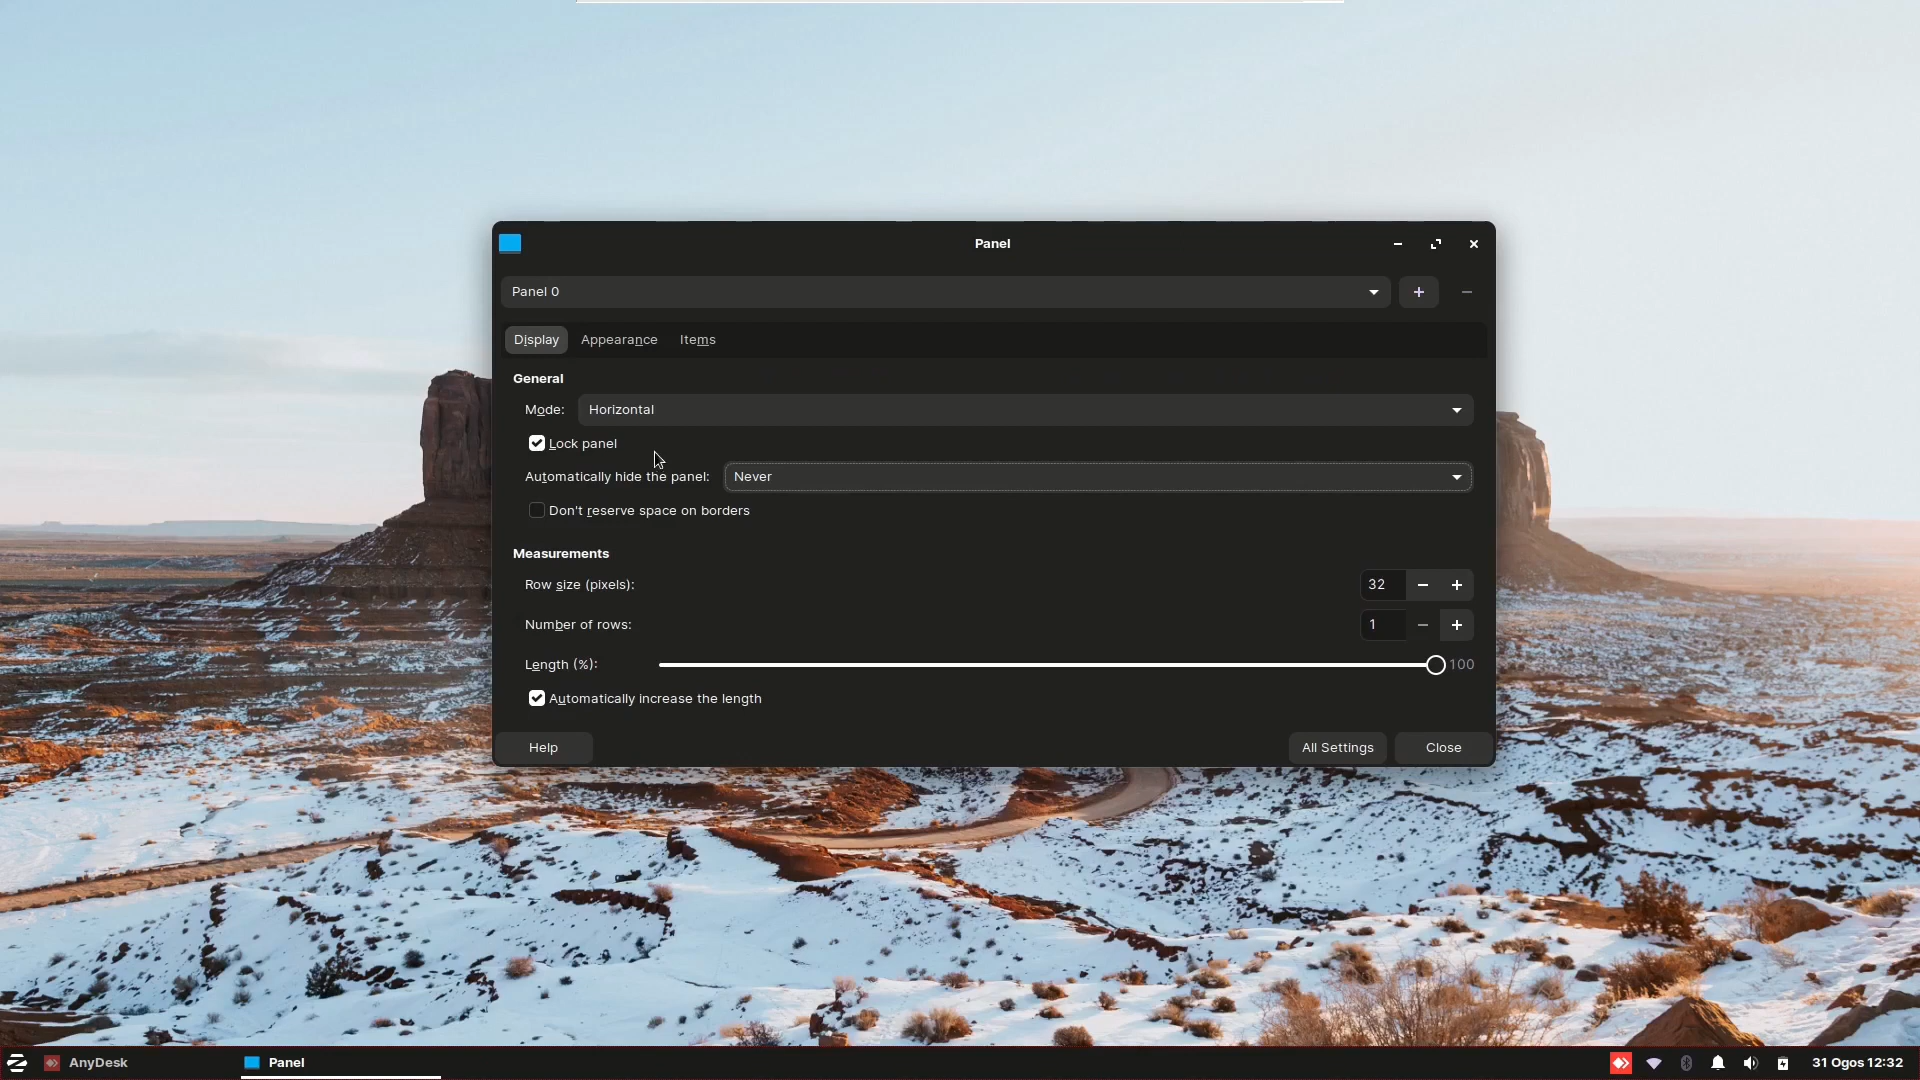 Panel
Panel 0
Display Appearance Items
General
Mode: Horizontal
Lock panel
Automatically hide the panel: Never
Don't reserve space on borders
Measurements
Row size (pixels): 32
Number of rows: 1
Length (%): 100
Automatically increase the length
Help All Settings Close
AnyDesk Panel 31 Ogos 12:32